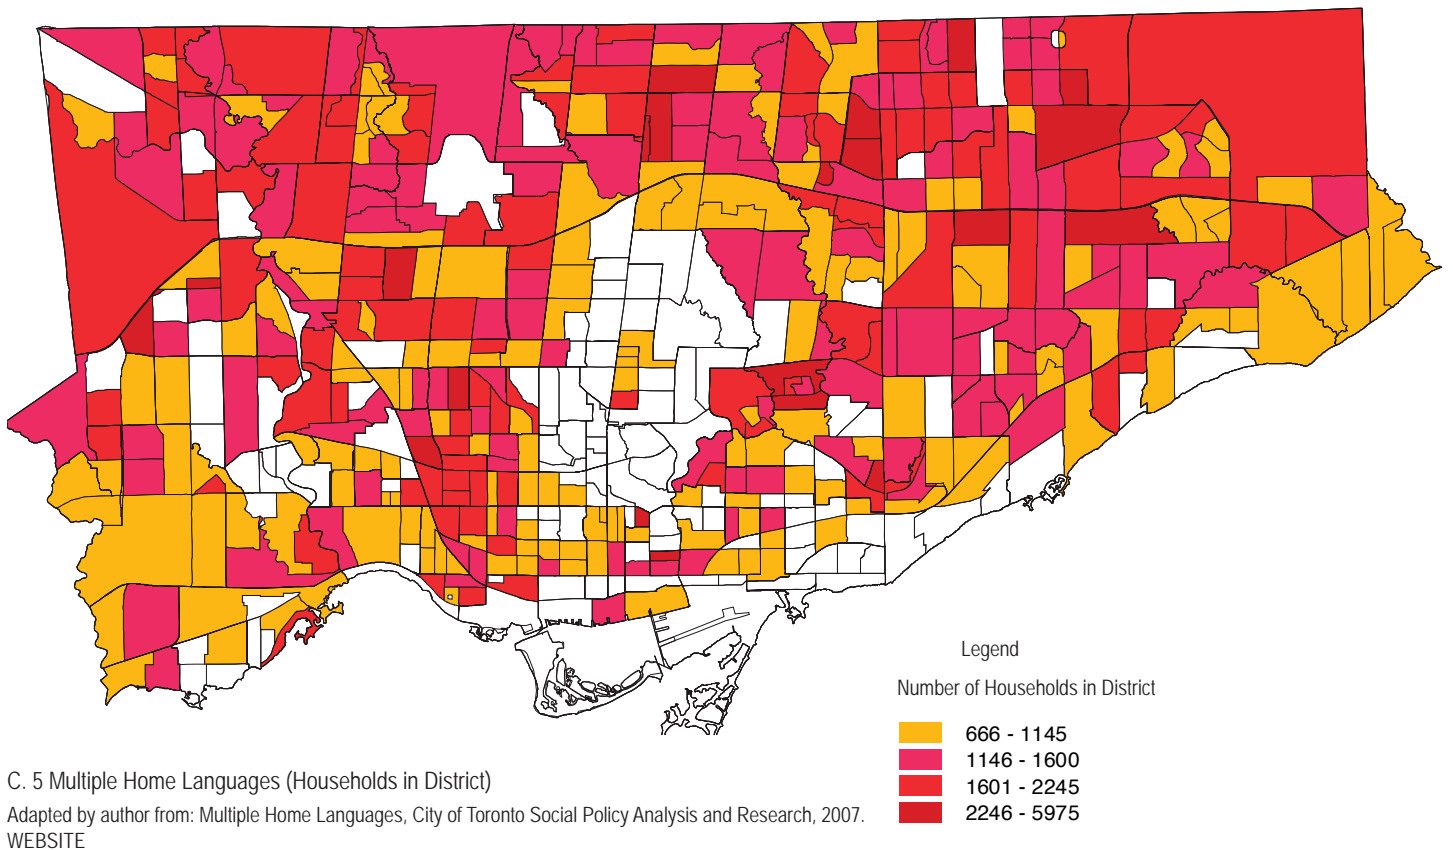 Legend
Number of Households in District
666 - 1145
1146 - 1600
1601 - 2245
2246 - 5975
C. 5 Multiple Home Languages (Households in District)
Adapted by author from: Multiple Home Languages, City of Toronto Social Policy Analysis and Research, 2007.
WEBSITE